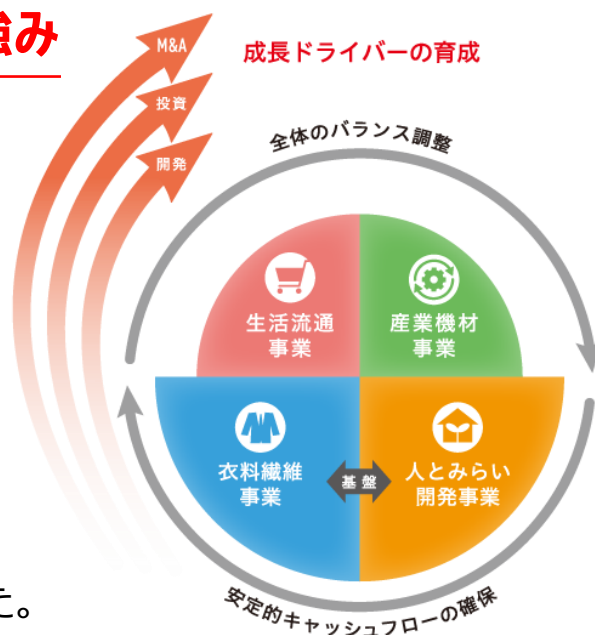 強み
M&A
投資
開発
成長ドライバーの育成
全体のバランス調整
生活流通
事業
産業機材
事業
衣料繊維
事業
基盤
人とみらい
開発事業
安定的キャッシュフローの確保
た。